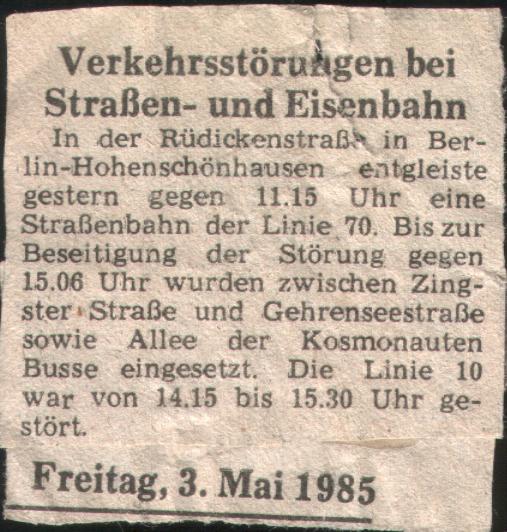 Verkehrsstörungen bei
Straßen- und Eisenbahn
In der Rüdickenstraße in Ber-
lin-Hohenschönhausen entgleiste
gestern gegen 11.15 Uhr eine
Straßenbahn der Linie 70. Bis zur
Beseitigung der Störung gegen
15.06 Uhr wurden zwischen Zing-
ster Straße und Gehrenseestraße
sowie Allee der Kosmonauten
Busse eingesetzt. Die Linie 10
war von 14.15 bis 15.30 Uhr ge-
stört.
Freitag, 3. Mai 1985